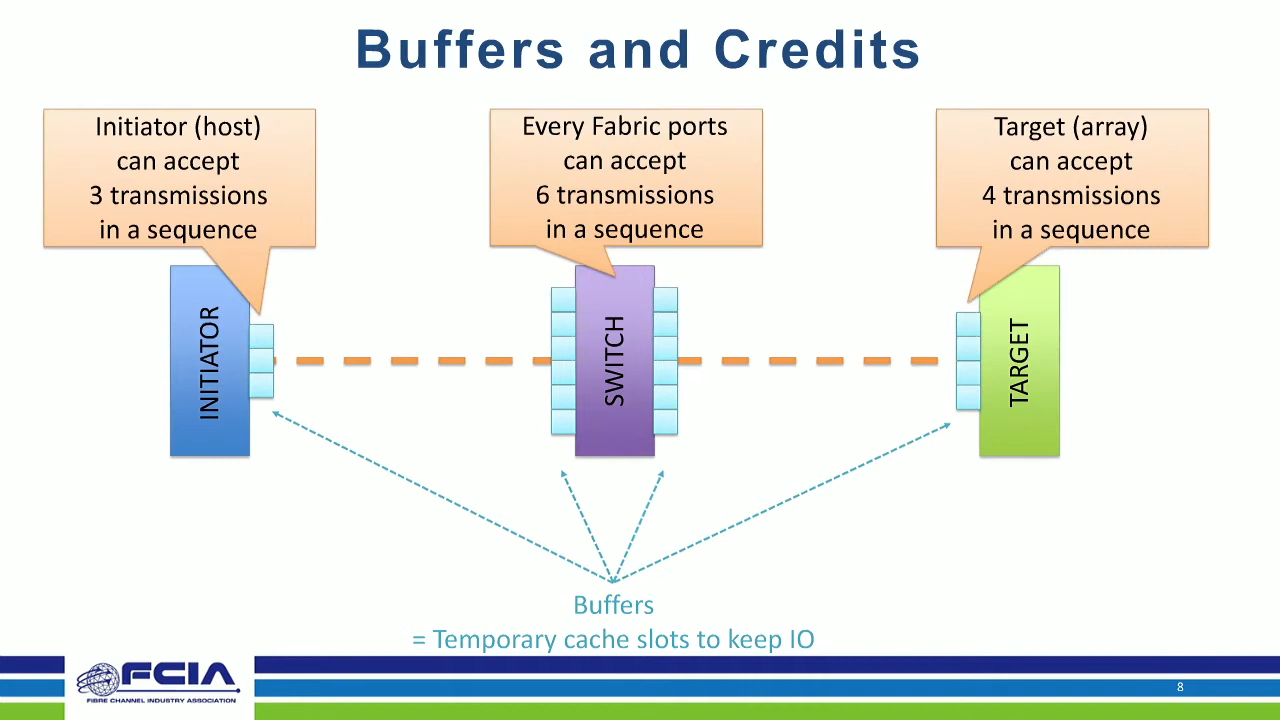 Buffers and Credits
Initiator (host)
can accept
3 transmissions
in a sequence
Every Fabric ports
can accept
6 transmissions
in a sequence
Target (array)
can accept
4 transmissions
in a sequence
INITIATOR
SWITCH
TARGET
Buffers
= Temporary cache slots to keep IO
FCIA
FIBRE CHANNEL INDUSTRY ASSOCIATION
8